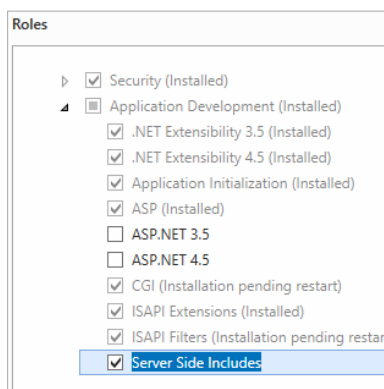 Roles
Security (Installed)
Application Development (Installed)
.NET Extensibility 3.5 (Installed)
.NET Extensibility 4.5 (Installed)
Application Initialization (Installed)
ASP (Installed)
ASP.NET 3.5
ASP.NET 4.5
CGI (Installation pending restart)
ISAPI Extensions (Installed)
ISAPI Filters (Installation pending restar
Server Side Includes